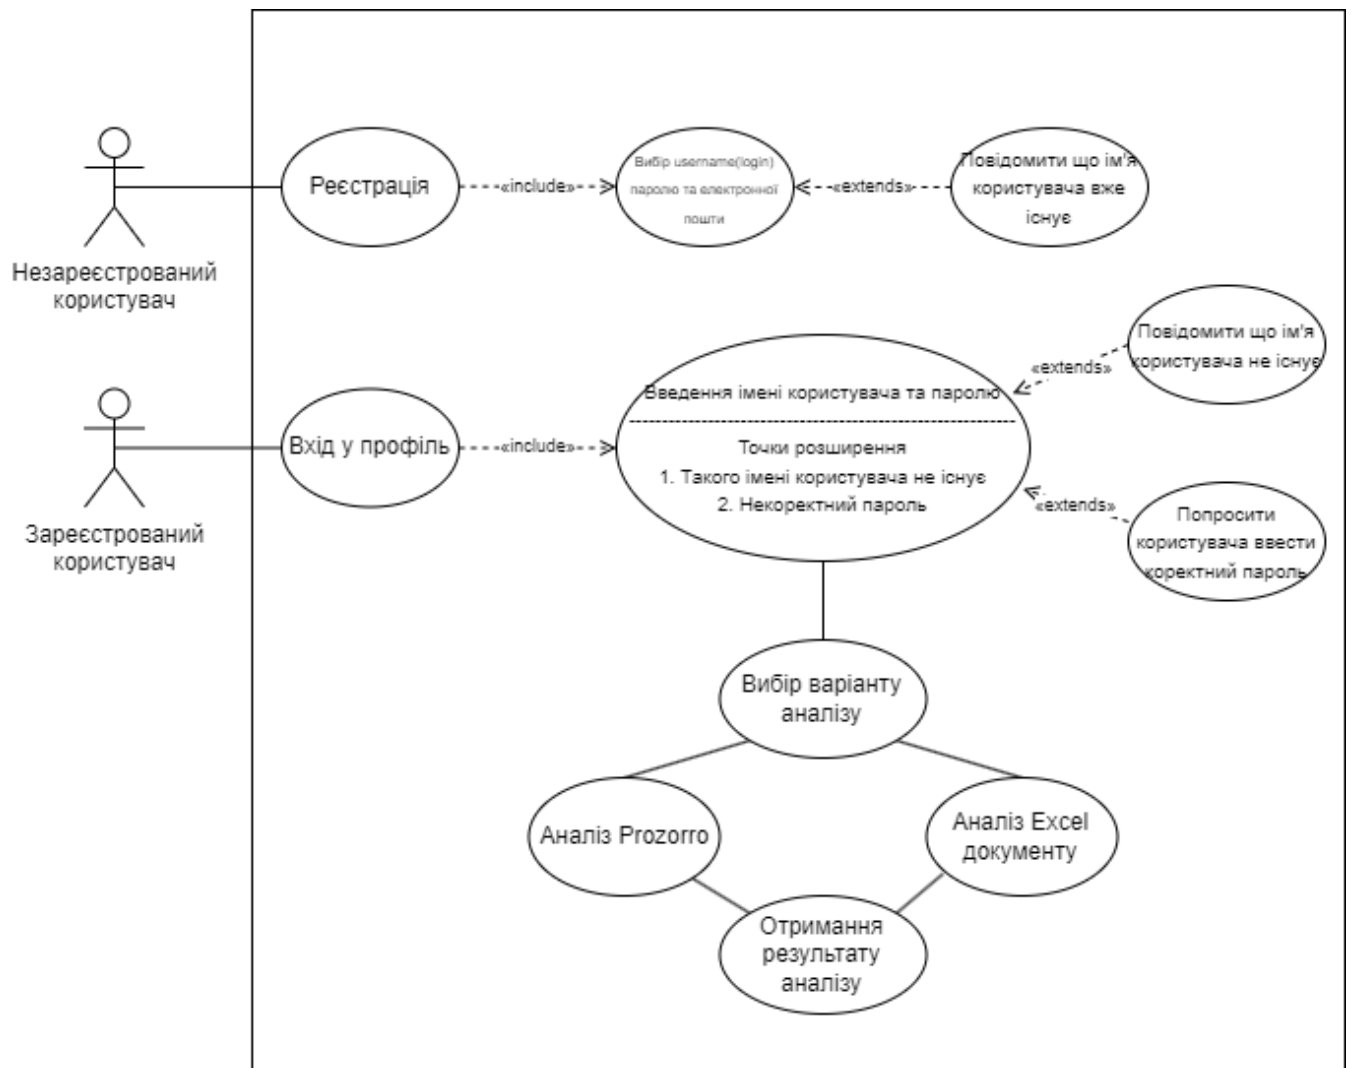 Незареєстрований
користувач
Реєстрація
«include»
Вибір username(login)
паролю та електронної
пошти
«extends»
Повідомити що ім'я
користувача вже
існує
Зареєстрований
користувач
Вхід у профіль
«include»
Введення імені користувача та паролю
Точки розширення
1. Такого імені користувача не існує
2. Некоректний пароль
«extends»
Повідомити що ім'я
користувача не існує
«extends»
Попросити
користувача ввести
коректний пароль
Вибір варіанту
аналізу
Аналіз Prozorro
Аналіз Excel
документу
Отримання
результату
аналізу